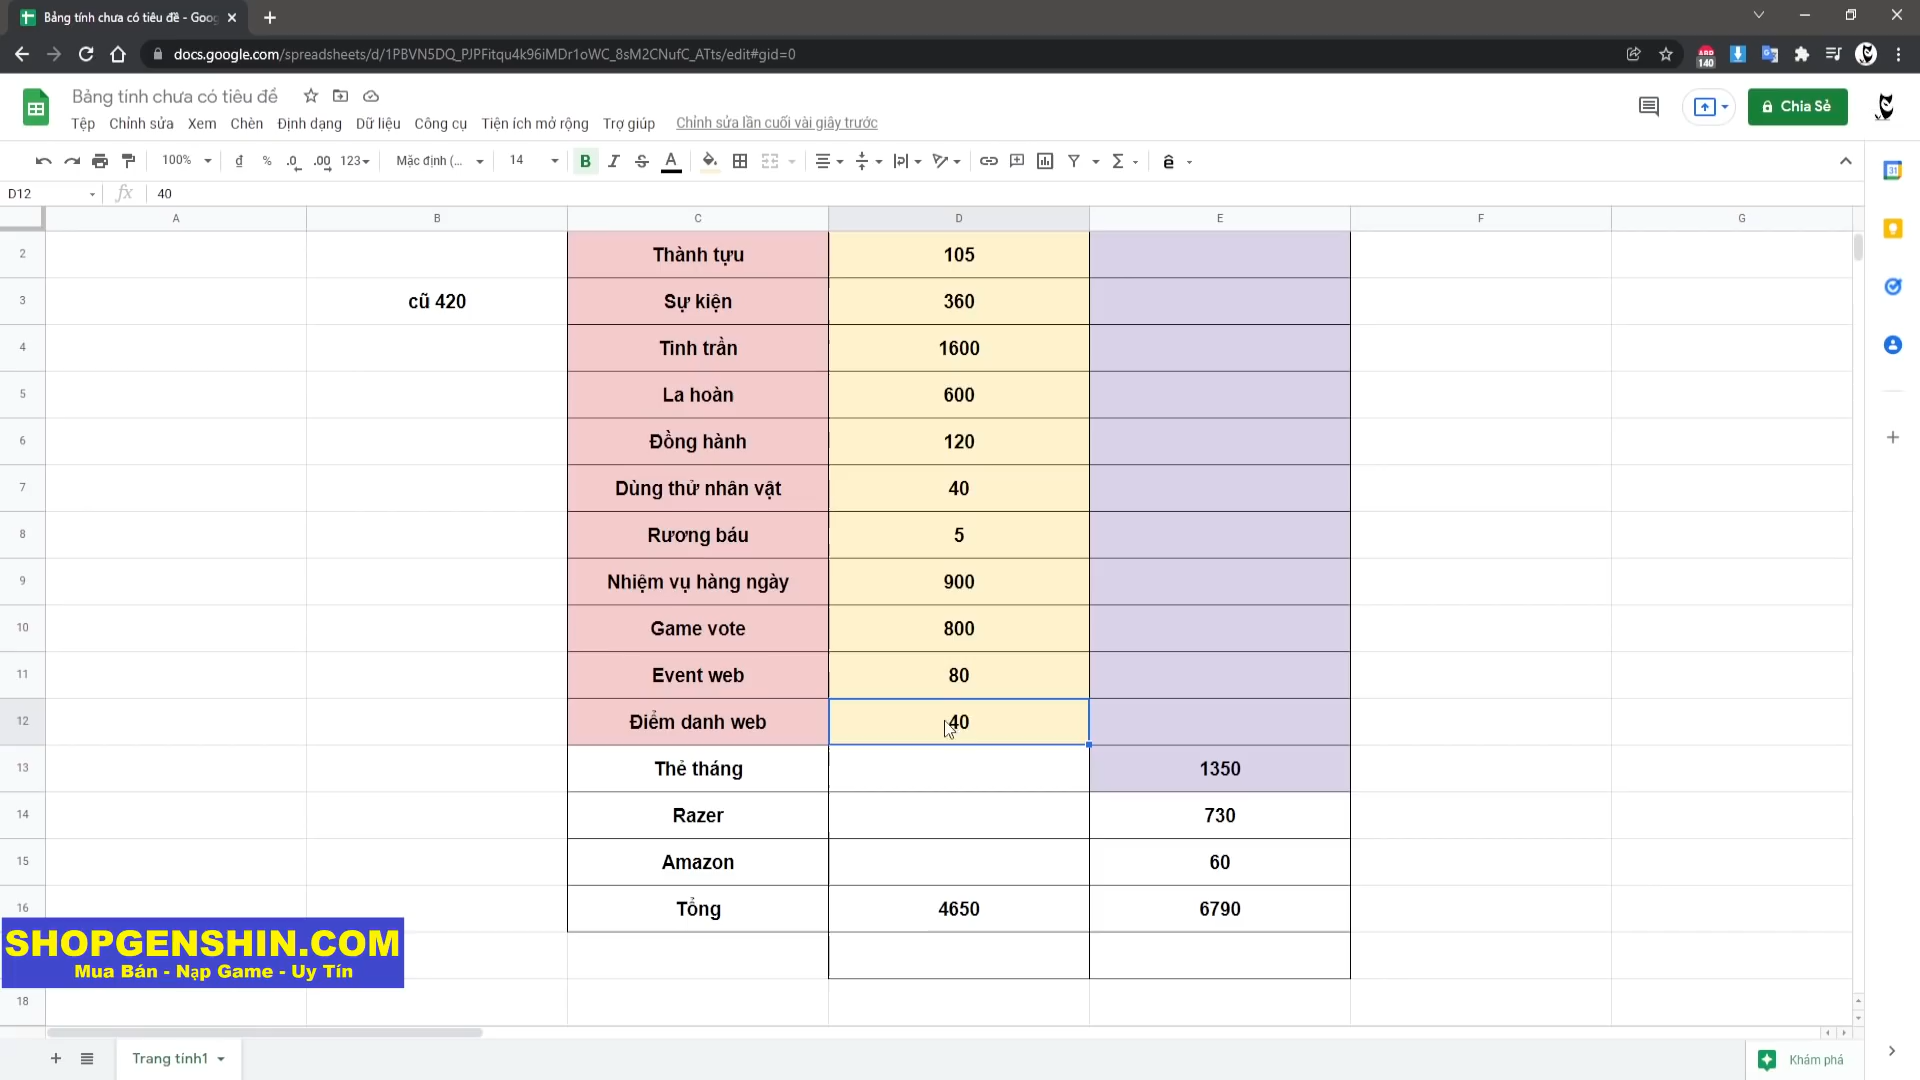 Bảng tính chưa có tiêu đề - Goog
docs.google.com/spreadsheets/d/1PBVN5DQ_PJPFitqu4k96iMDr1oWC_8sM2CNufC_ATts/edit#gid=0
140
Bảng tính chưa có tiêu đề
Chia Sẻ
Tệp Chỉnh sửa Xem Chèn Định dạng Dữ liệu Công cụ Tiện ích mở rộng Trợ giúp Chỉnh sửa lần cuối vài giây trước
100% đ % .0 .00 123 Mặc định (... 14 B I S A Σ ê
31
D12 fx 40
A B C D E F G
2 Thành tựu 105
3 cũ 420 Sự kiện 360
4 Tinh trần 1600
5 La hoàn 600
6 Đồng hành 120
7 Dùng thử nhân vật 40
8 Rương báu 5
9 Nhiệm vụ hàng ngày 900
10 Game vote 800
11 Event web 80
12 Điểm danh web 40
13 Thẻ tháng 1350
14 Razer 730
15 Amazon 60
16 Tổng 4650 6790
SHOPGENSHIN.COM
Mua Bán - Nạp Game - Uy Tín
18
Trang tính1
Khám phá